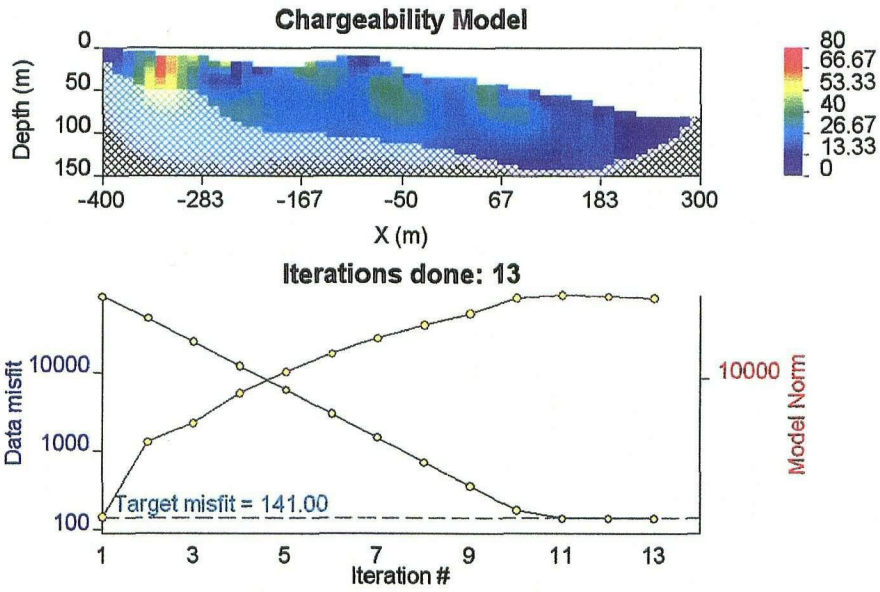 Chargeability Model
Depth (m)
0
50
100
150
-400 -283 -167 -50 67 183 300
X (m)
80
66.67
53.33
40
26.67
13.33
0
Iterations done: 13
Data misfit
10000
1000
100
Target misfit = 141.00
1 3 5 7 9 11 13
Iteration #
10000
Model Norm